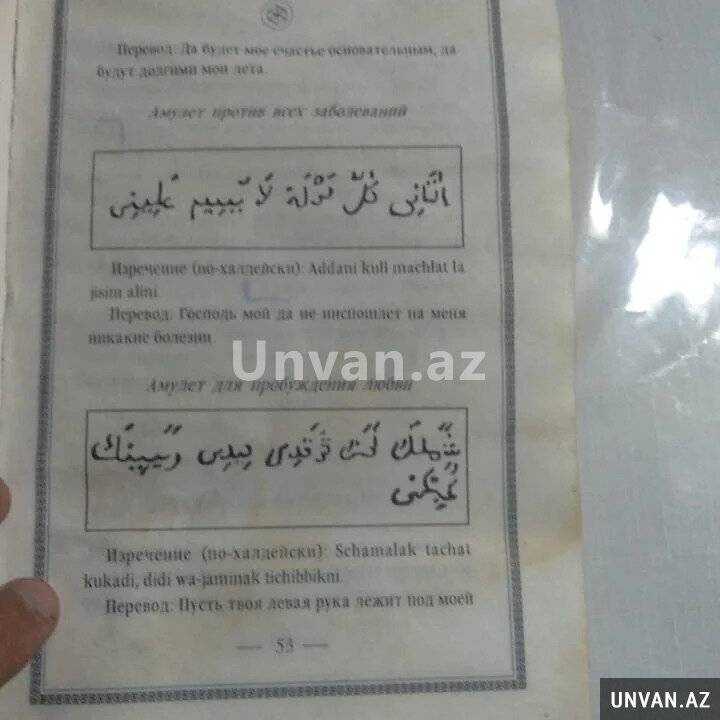 Перевод: Да будет мое счастье основательным, да
будут долгими мои лета.
Амулет против всех заболеваний
Изречение (по-халдейски): Addani kull machlat la
jisim alini.
Перевод: Господь мой да не ниспошлет на меня
никакие болезни.
Unvan.az
Амулет для пробуждения любви
Изречение (по-халдейски): Schamalak tachat
kukadi, didi wa-jaminak tichibbikni.
Перевод: Пусть твоя левая рука лежит под моей
— 53 —
UNVAN.AZ